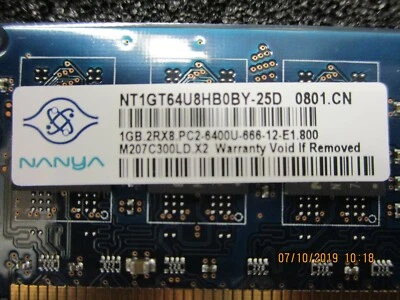 NT1GT64U8HB0BY-25D 0801.CN
1GB 2RX8 PC2-6400U-666-12-E1.800
M207C300LD.X2 Warranty Void If Removed
NANYA
07/10/2019 10:18